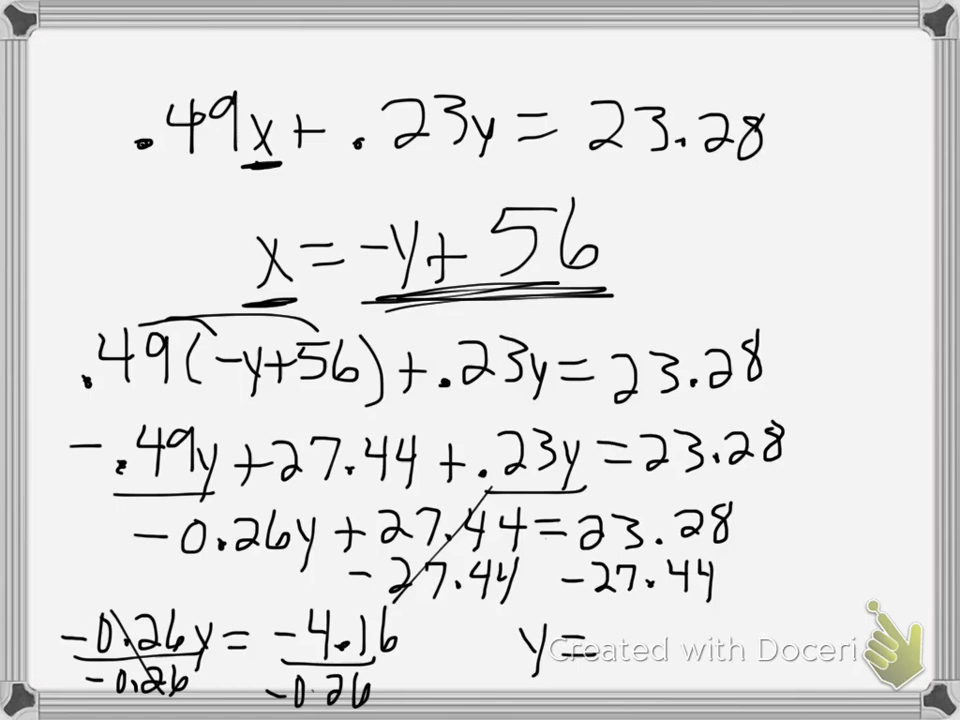 .49x + .23y = 23.28
x = -y + 56
.49(-y+56) + .23y = 23.28
-.49y + 27.44 + .23y = 23.28
-0.26y + 27.44 = 23.28
-27.44 -27.44
-0.26y = -4.16 y =
-0.26 -0.26
Created with Doceri